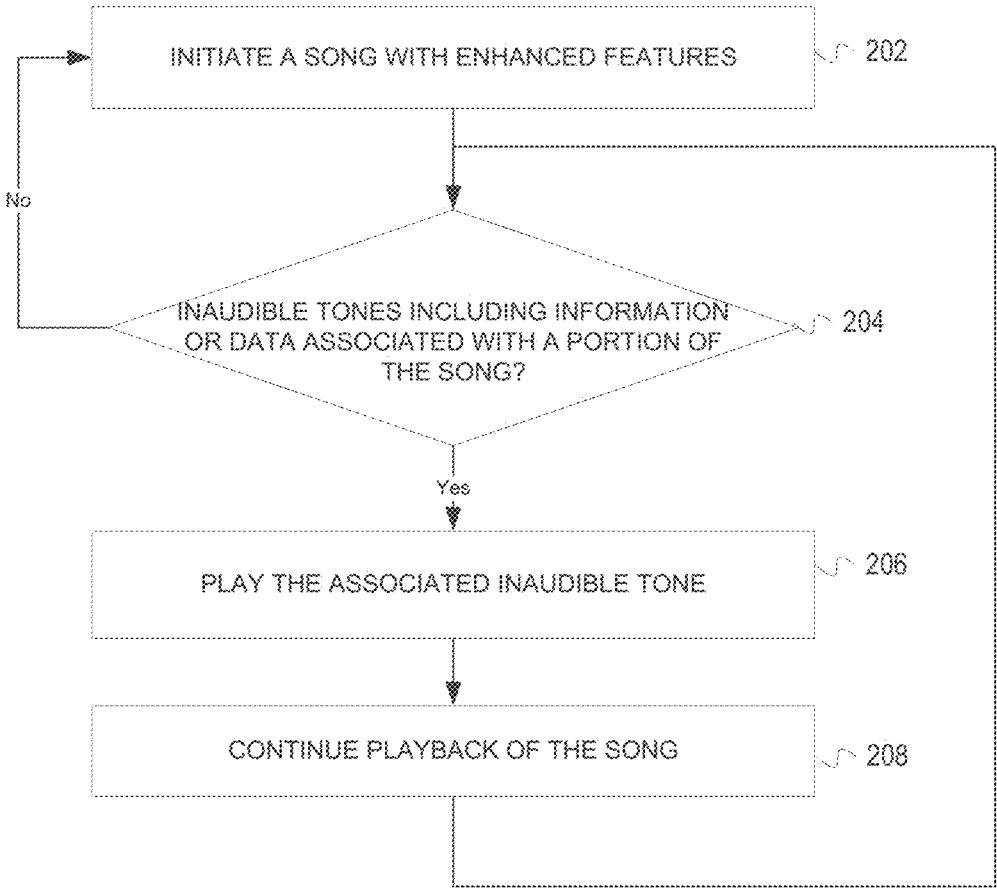 INITIATE A SONG WITH ENHANCED FEATURES
202
No
INAUDIBLE TONES INCLUDING INFORMATION
OR DATA ASSOCIATED WITH A PORTION OF
THE SONG?
204
Yes
PLAY THE ASSOCIATED INAUDIBLE TONE
206
CONTINUE PLAYBACK OF THE SONG
208